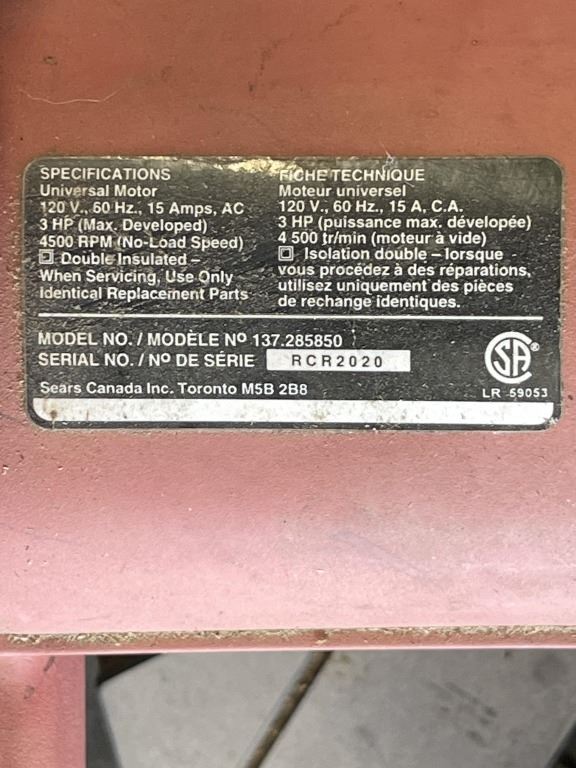 SPECIFICATIONS
Universal Motor
120 V., 60 Hz., 15 Amps, AC
3 HP (Max. Developed)
4500 RPM (No-Load Speed)
Double Insulated –
When Servicing, Use Only
Identical Replacement Parts
FICHE TECHNIQUE
Moteur universel
120 V., 60 Hz., 15 A, C.A.
3 HP (puissance max. dévelopée)
4 500 tr/min (moteur à vide)
Isolation double – lorsque
vous procédez à des réparations,
utilisez uniquement des pièces
de rechange identiques.
MODEL NO. / MODÈLE Nº 137.285850
SERIAL NO. / Nº DE SÉRIE RCR2020
Sears Canada Inc. Toronto M5B 2B8
SA®
LR 59053